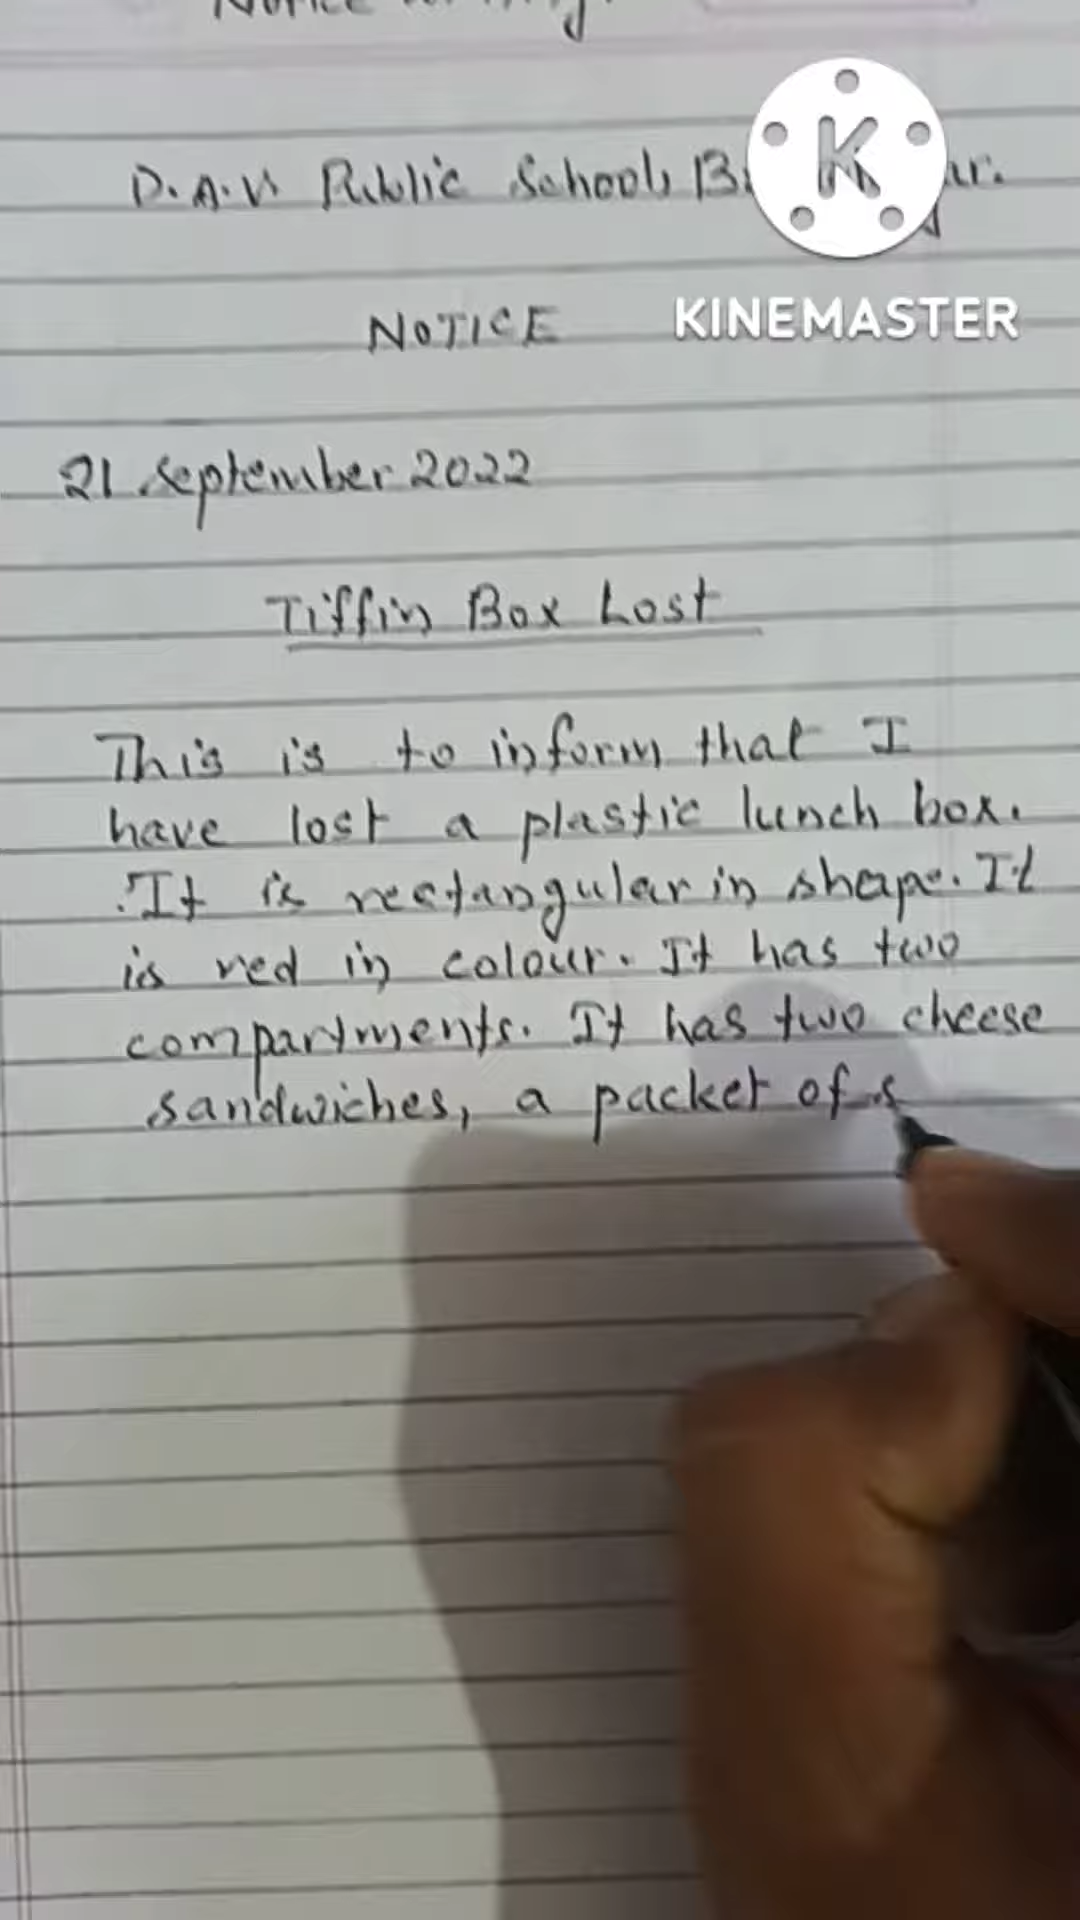 Notice
D.A.V. Public School,
KINEMASTER
NOTICE
21 September 2022
Tiffin Box Lost
This is to inform that I
have lost a plastic lunch box.
It is rectangular in shape. It
is red in colour. It has two
compartments. It has two cheese
sandwiches, a packet of s